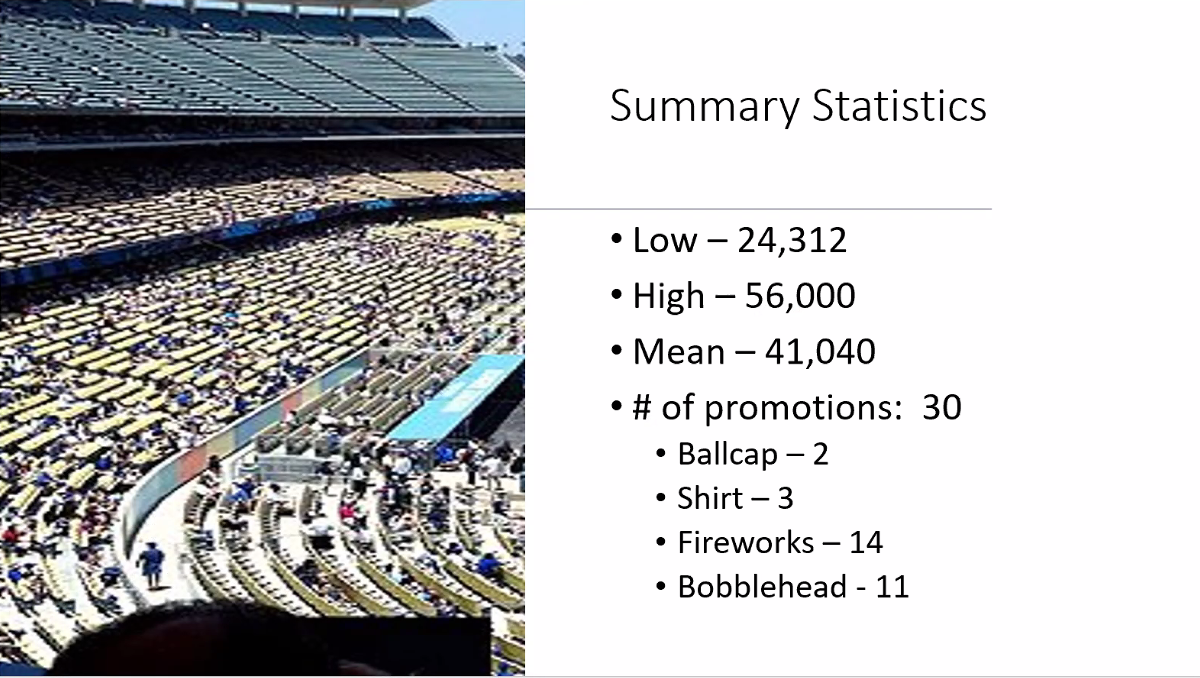 Summary Statistics
• Low – 24,312
• High – 56,000
• Mean – 41,040
• # of promotions:  30
• Ballcap – 2
• Shirt – 3
• Fireworks – 14
• Bobblehead - 11